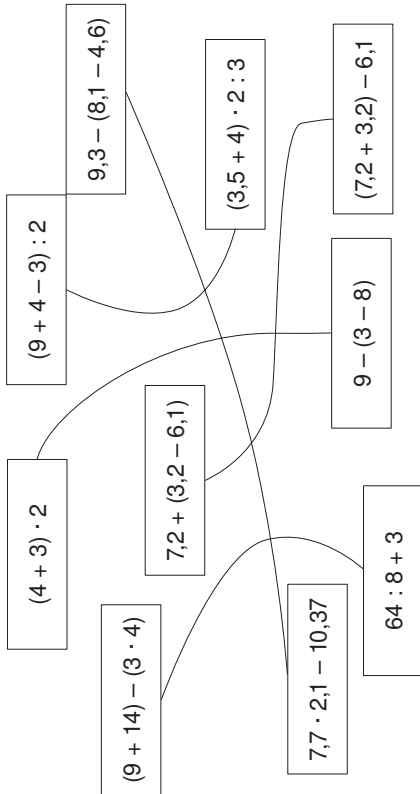 (4 + 3) · 2
(9 + 4 – 3) : 2
9,3 – (8,1 – 4,6)
(9 + 14) – (3 · 4)
7,2 + (3,2 – 6,1)
(3,5 + 4) · 2 : 3
7,7 · 2,1 – 10,37
9 – (3 – 8)
(7,2 + 3,2) – 6,1
64 : 8 + 3